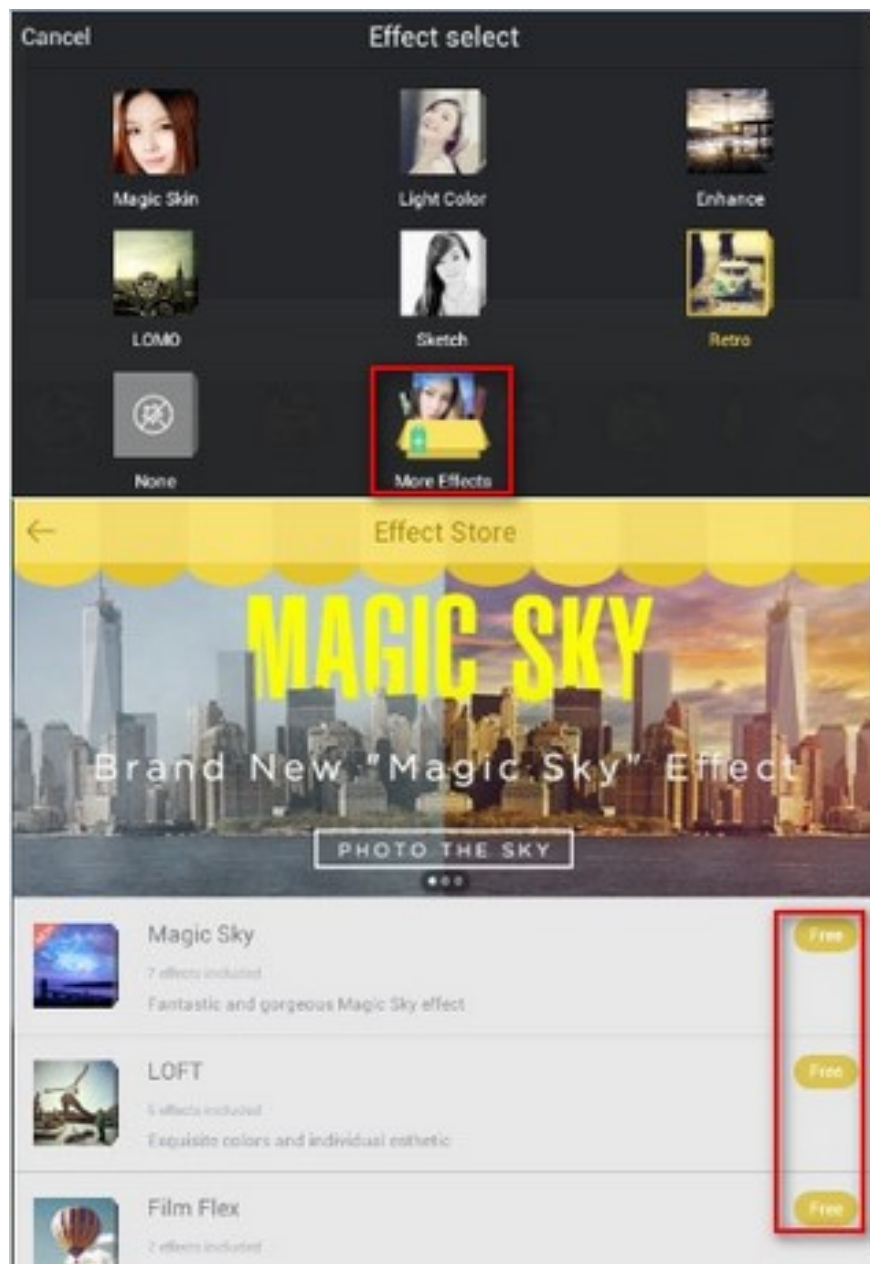 Cancel
Effect select
Magic Skin
Light Color
Enhance
LOMO
Sketch
Retro
None
More Effects
Effect Store
MAGIC SKY
Brand New "Magic Sky" Effect
PHOTO THE SKY
NEW
Magic Sky
Free
7 effects included
Fantastic and gorgeous Magic Sky effect
LOFT
Free
effects included
Exquisite colors and individual esthetic
Film Flex
Free
effects included